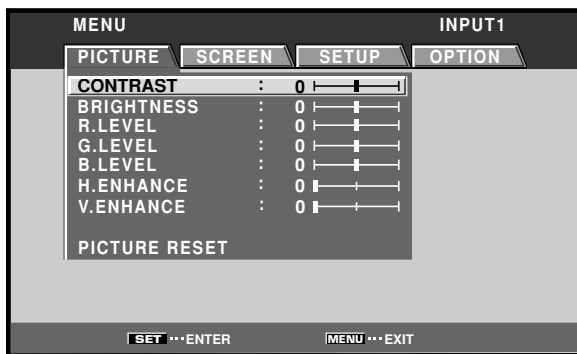 MENU INPUT1
PICTURE SCREEN SETUP OPTION
CONTRAST : 0
BRIGHTNESS : 0
R.LEVEL : 0
G.LEVEL : 0
B.LEVEL : 0
H.ENHANCE : 0
V.ENHANCE : 0
PICTURE RESET
SET ···ENTER MENU ···EXIT